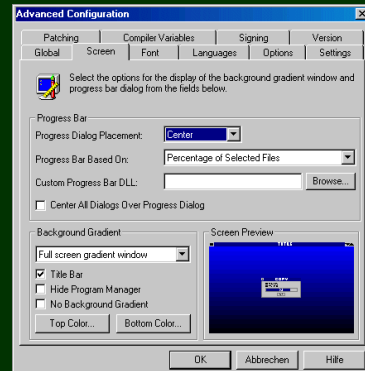 Advanced Configuration
Patching Compiler Variables Signing Version
Global Screen Font Languages Options Settings
Select the options for the display of the background gradient window and
progress bar dialog from the fields below.
Progress Bar
Progress Dialog Placement: Center
Progress Bar Based On: Percentage of Selected Files
Custom Progress Bar DLL: Browse...
Center All Dialogs Over Progress Dialog
Background Gradient Screen Preview
Full screen gradient window
TITLE
Title Bar
COPY
Hide Program Manager
No Background Gradient
Top Color... Bottom Color...
OK Abbrechen Hilfe